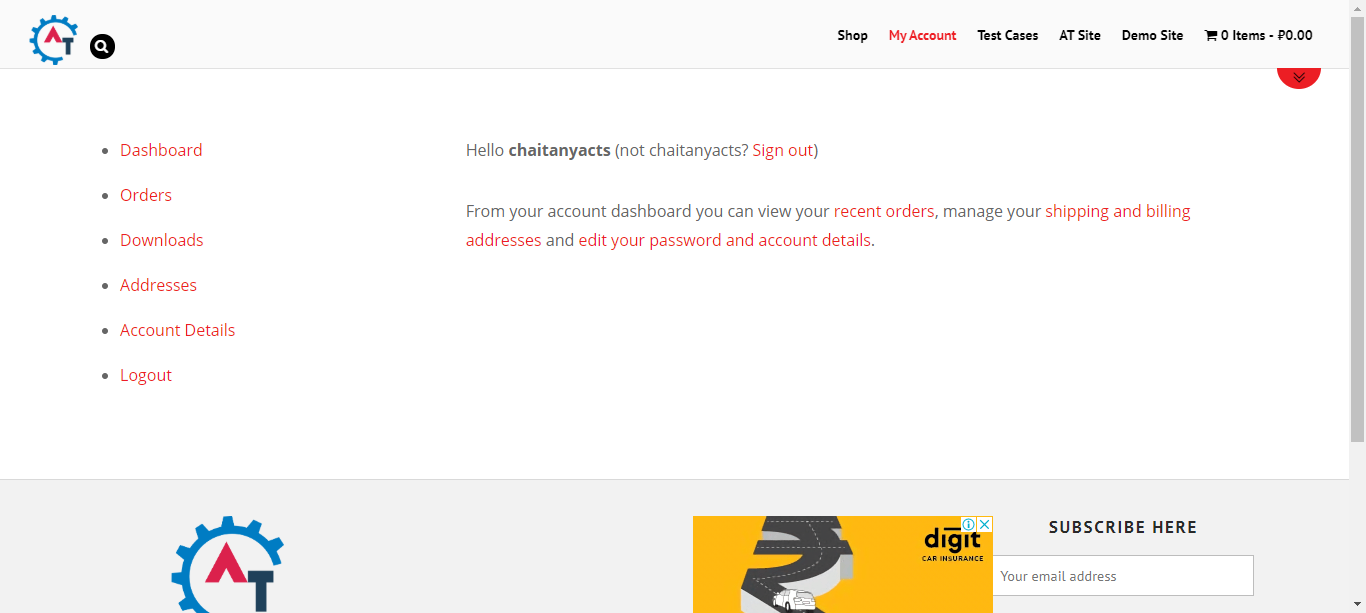 AT
Shop
My Account
Test Cases
AT Site
Demo Site
0 Items - ₽0.00
Dashboard
Orders
Downloads
Addresses
Account Details
Logout
Hello chaitanyacts (not chaitanyacts? Sign out)
From your account dashboard you can view your recent orders, manage your shipping and billing
addresses and edit your password and account details.
AT
digit
CAR INSURANCE
SUBSCRIBE HERE
Your email address